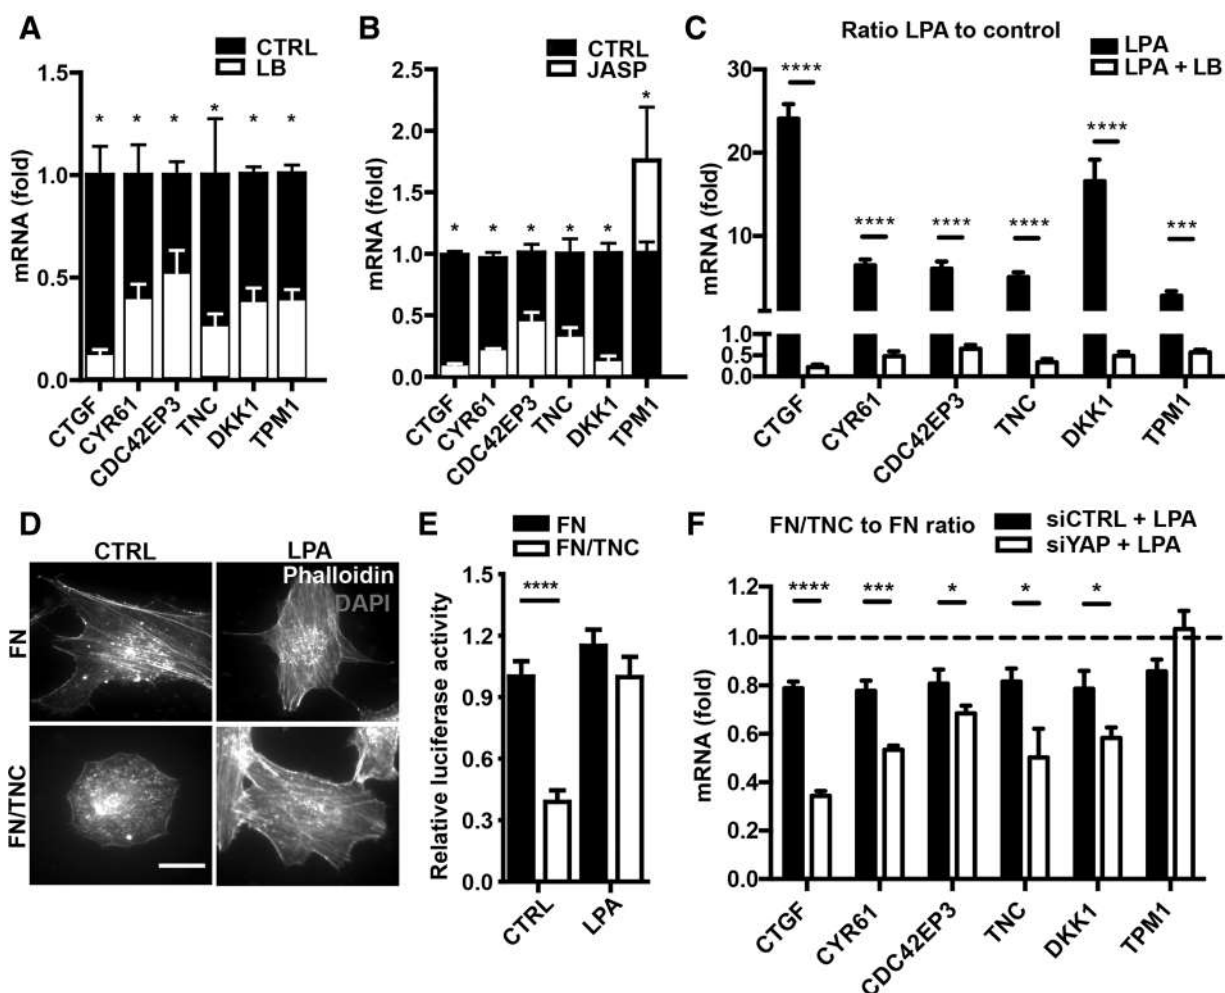 A
CTRL
LB
mRNA (fold)
1.5
1.0
0.5
0.0
* * * * * *
CTGF
CYR61
CDC42EP3
TNC
DKK1
TPM1
B
CTRL
JASP
mRNA (fold)
2.5
2.0
1.5
1.0
0.5
0.0
* * * * * *
CTGF
CYR61
CDC42EP3
TNC
DKK1
TPM1
C
Ratio LPA to control
LPA
LPA + LB
mRNA (fold)
30
20
10
1.0
0.5
0.0
**** **** **** **** **** ***
CTGF
CYR61
CDC42EP3
TNC
DKK1
TPM1
D
CTRL
LPA
Phalloidin
DAPI
FN
FN/TNC
E
FN
FN/TNC
Relative luciferase activity
1.5
1.2
0.9
0.6
0.3
0.0
****
CTRL
LPA
F
FN/TNC to FN ratio
siCTRL + LPA
siYAP + LPA
mRNA (fold)
1.2
1.0
0.8
0.6
0.4
0.2
0.0
**** *** * * *
CTGF
CYR61
CDC42EP3
TNC
DKK1
TPM1